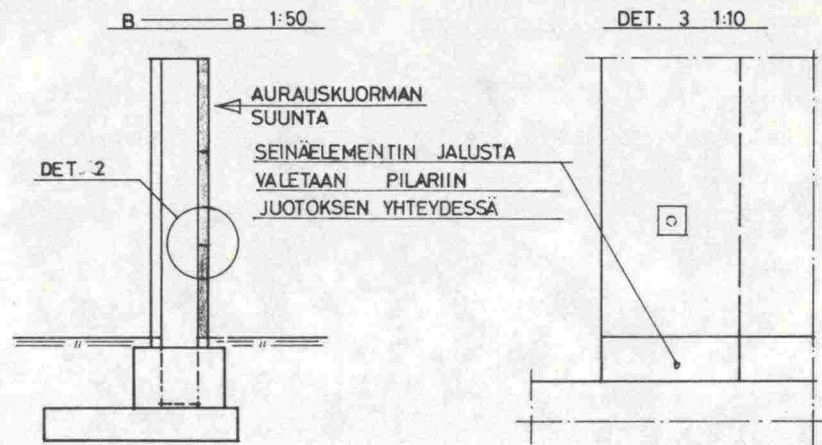 B B 1:50
DET. 3 1:10
AURAUSKUORMAN
SUUNTA
DET. 2
SEINÄELEMENTIN JALUSTA
VALETAAN PILARIIN
JUOTOKSEN YHTEYDESSÄ